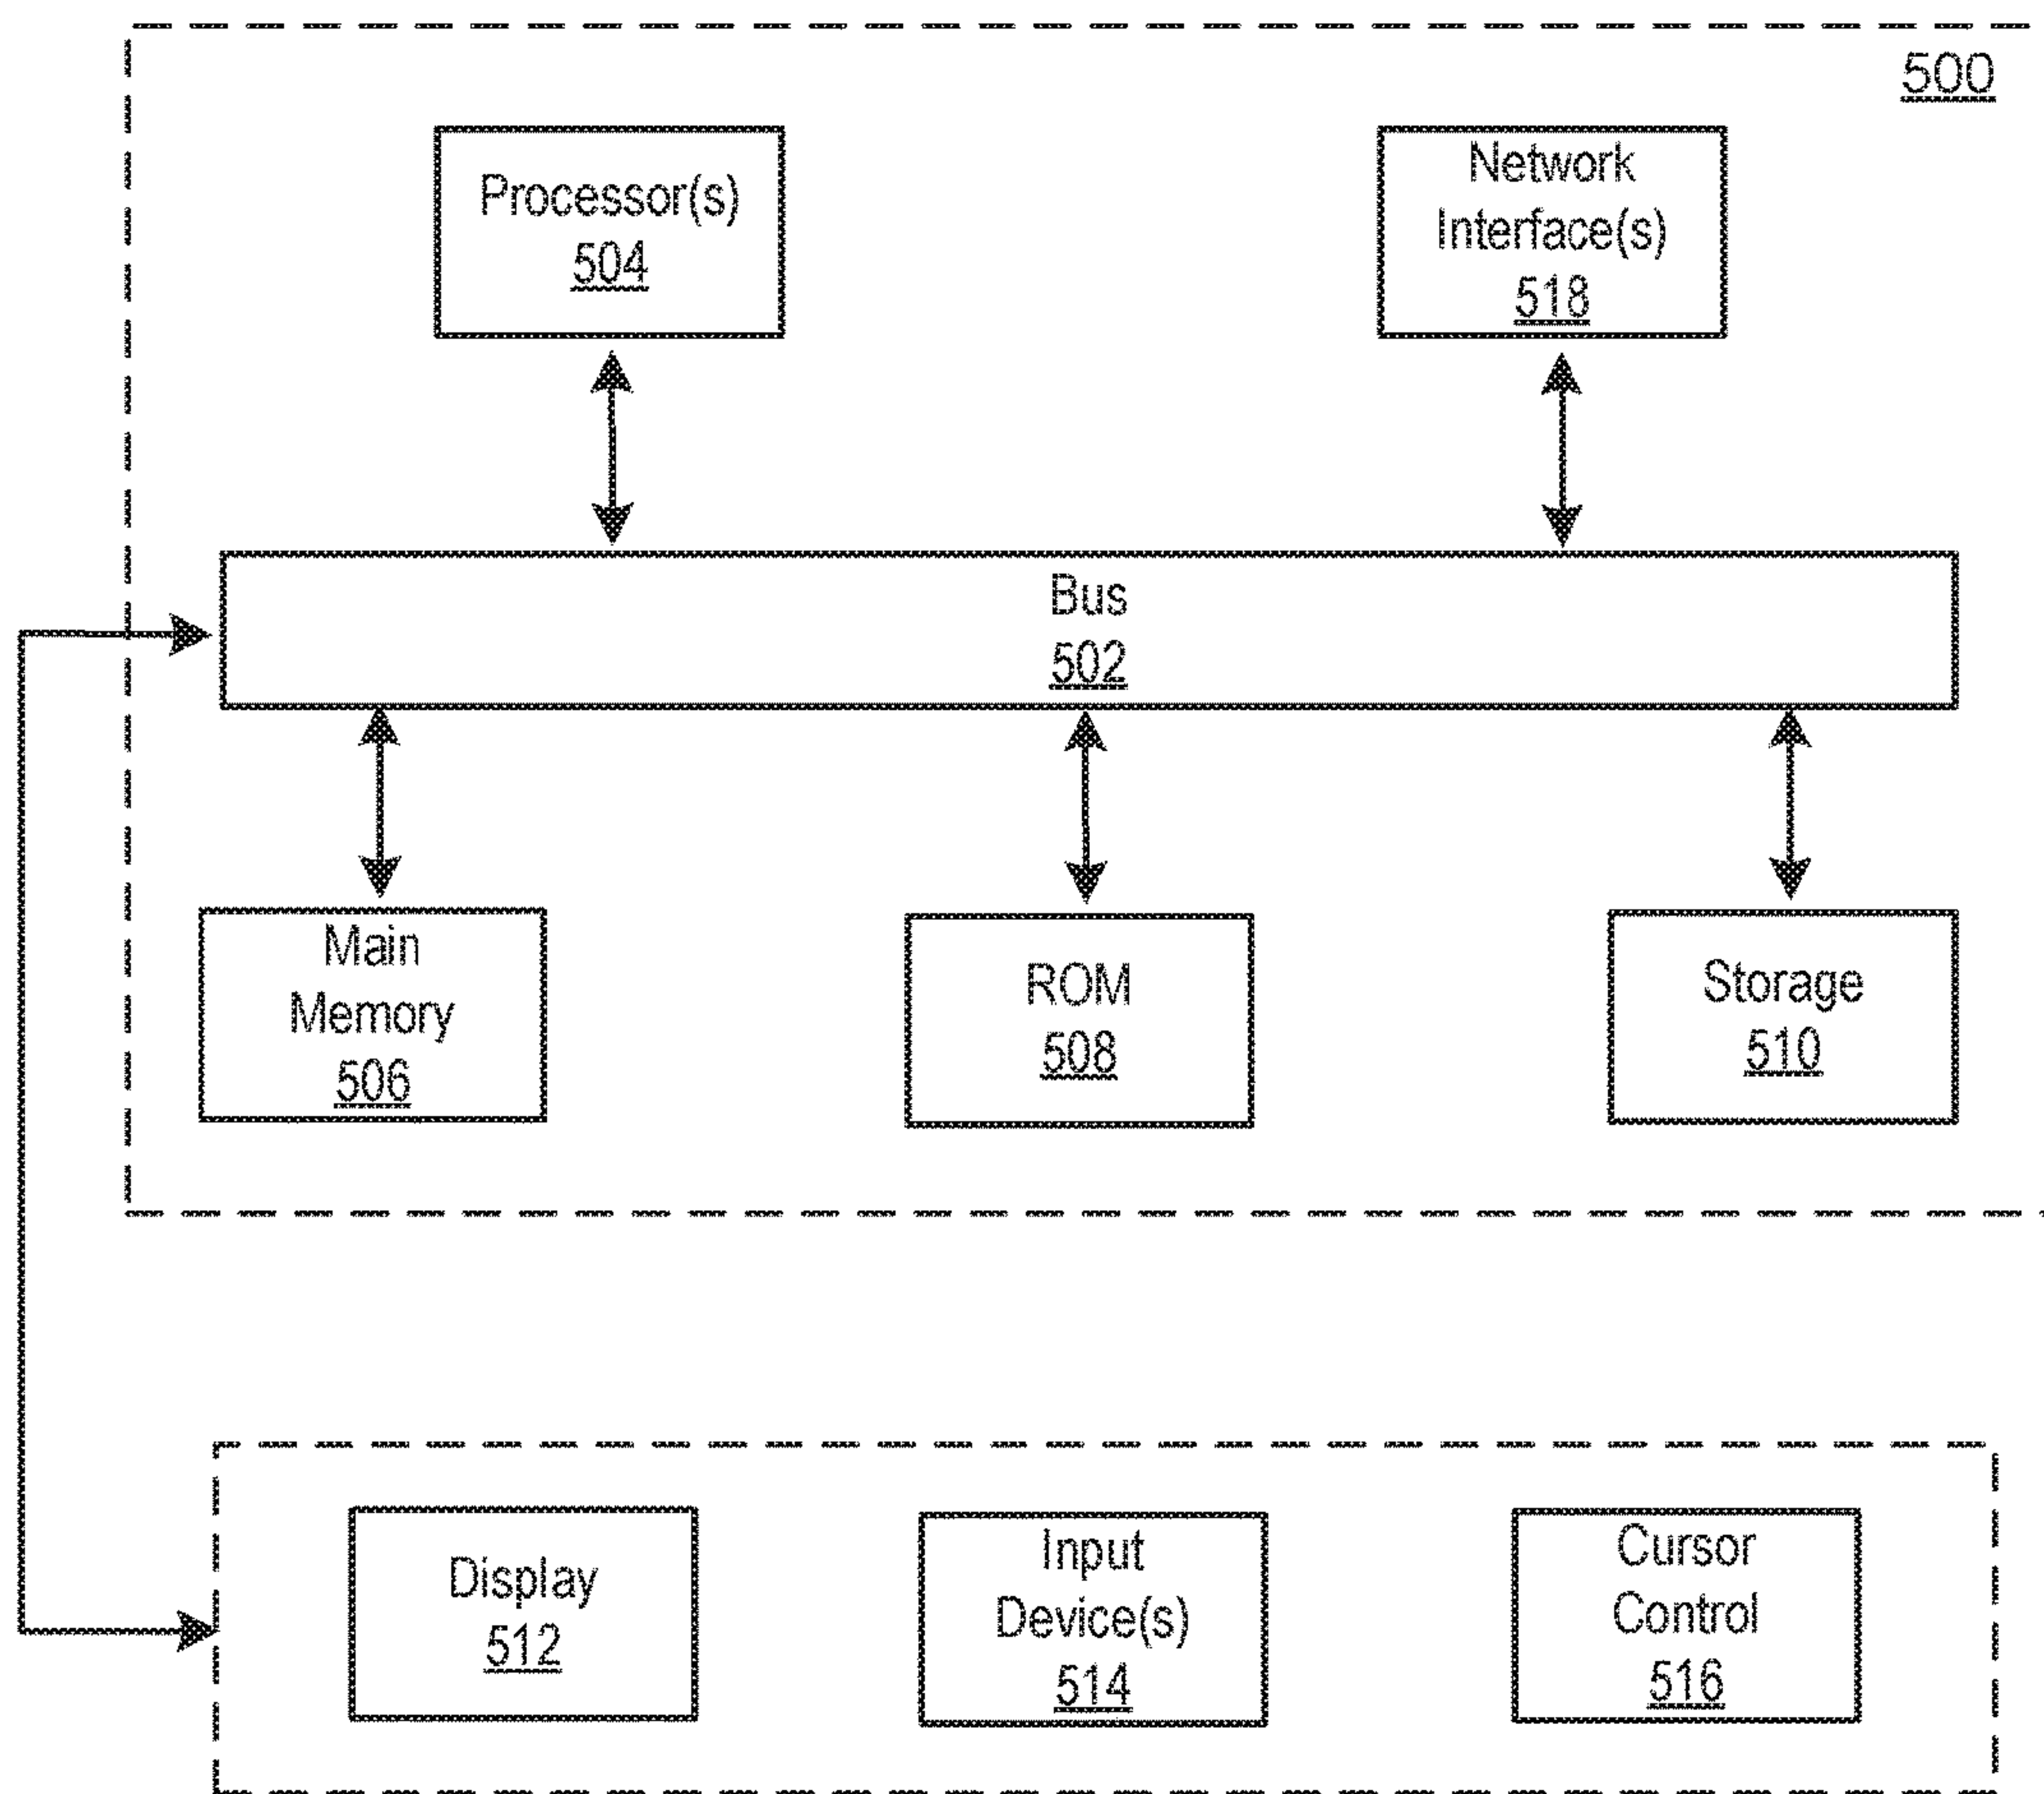 500
Processor(s)
504
Network
Interface(s)
518
Bus
502
Main
Memory
506
ROM
508
Storage
510
Display
512
Input
Device(s)
514
Cursor
Control
516